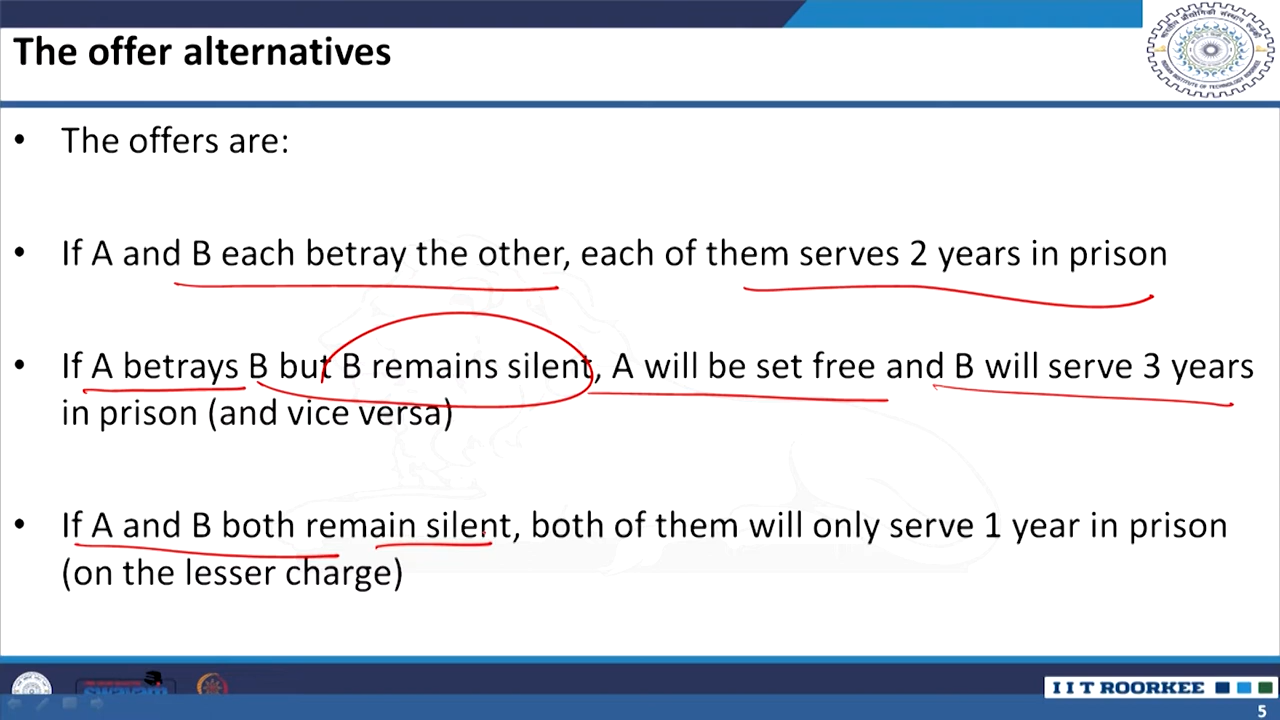 The offer alternatives
• The offers are:
• If A and B each betray the other, each of them serves 2 years in prison
• If A betrays B but B remains silent, A will be set free and B will serve 3 years
in prison (and vice versa)
• If A and B both remain silent, both of them will only serve 1 year in prison
(on the lesser charge)
swayam
IIT ROORKEE
5